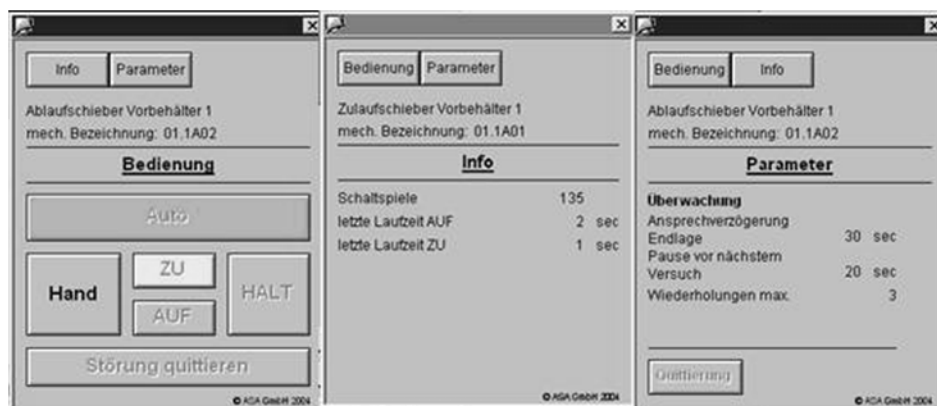 Info Parameter
Ablaufschieber Vorbehälter 1
mech. Bezeichnung: 01.1A02
Bedienung
Auto
Hand
ZU
AUF
HALT
Störung quittieren
© ASA GmbH 2004
Bedienung Parameter
Zulaufschieber Vorbehälter 1
mech. Bezeichnung: 01.1A01
Info
Schaltspiele 135
letzte Laufzeit AUF 2 sec
letzte Laufzeit ZU 1 sec
© ASA GmbH 2004
Bedienung Info
Ablaufschieber Vorbehälter 1
mech. Bezeichnung: 01.1A02
Parameter
Überwachung
Ansprechverzögerung
Endlage 30 sec
Pause vor nächstem
Versuch 20 sec
Wiederholungen max. 3
Quittierung
© ASA GmbH 2004